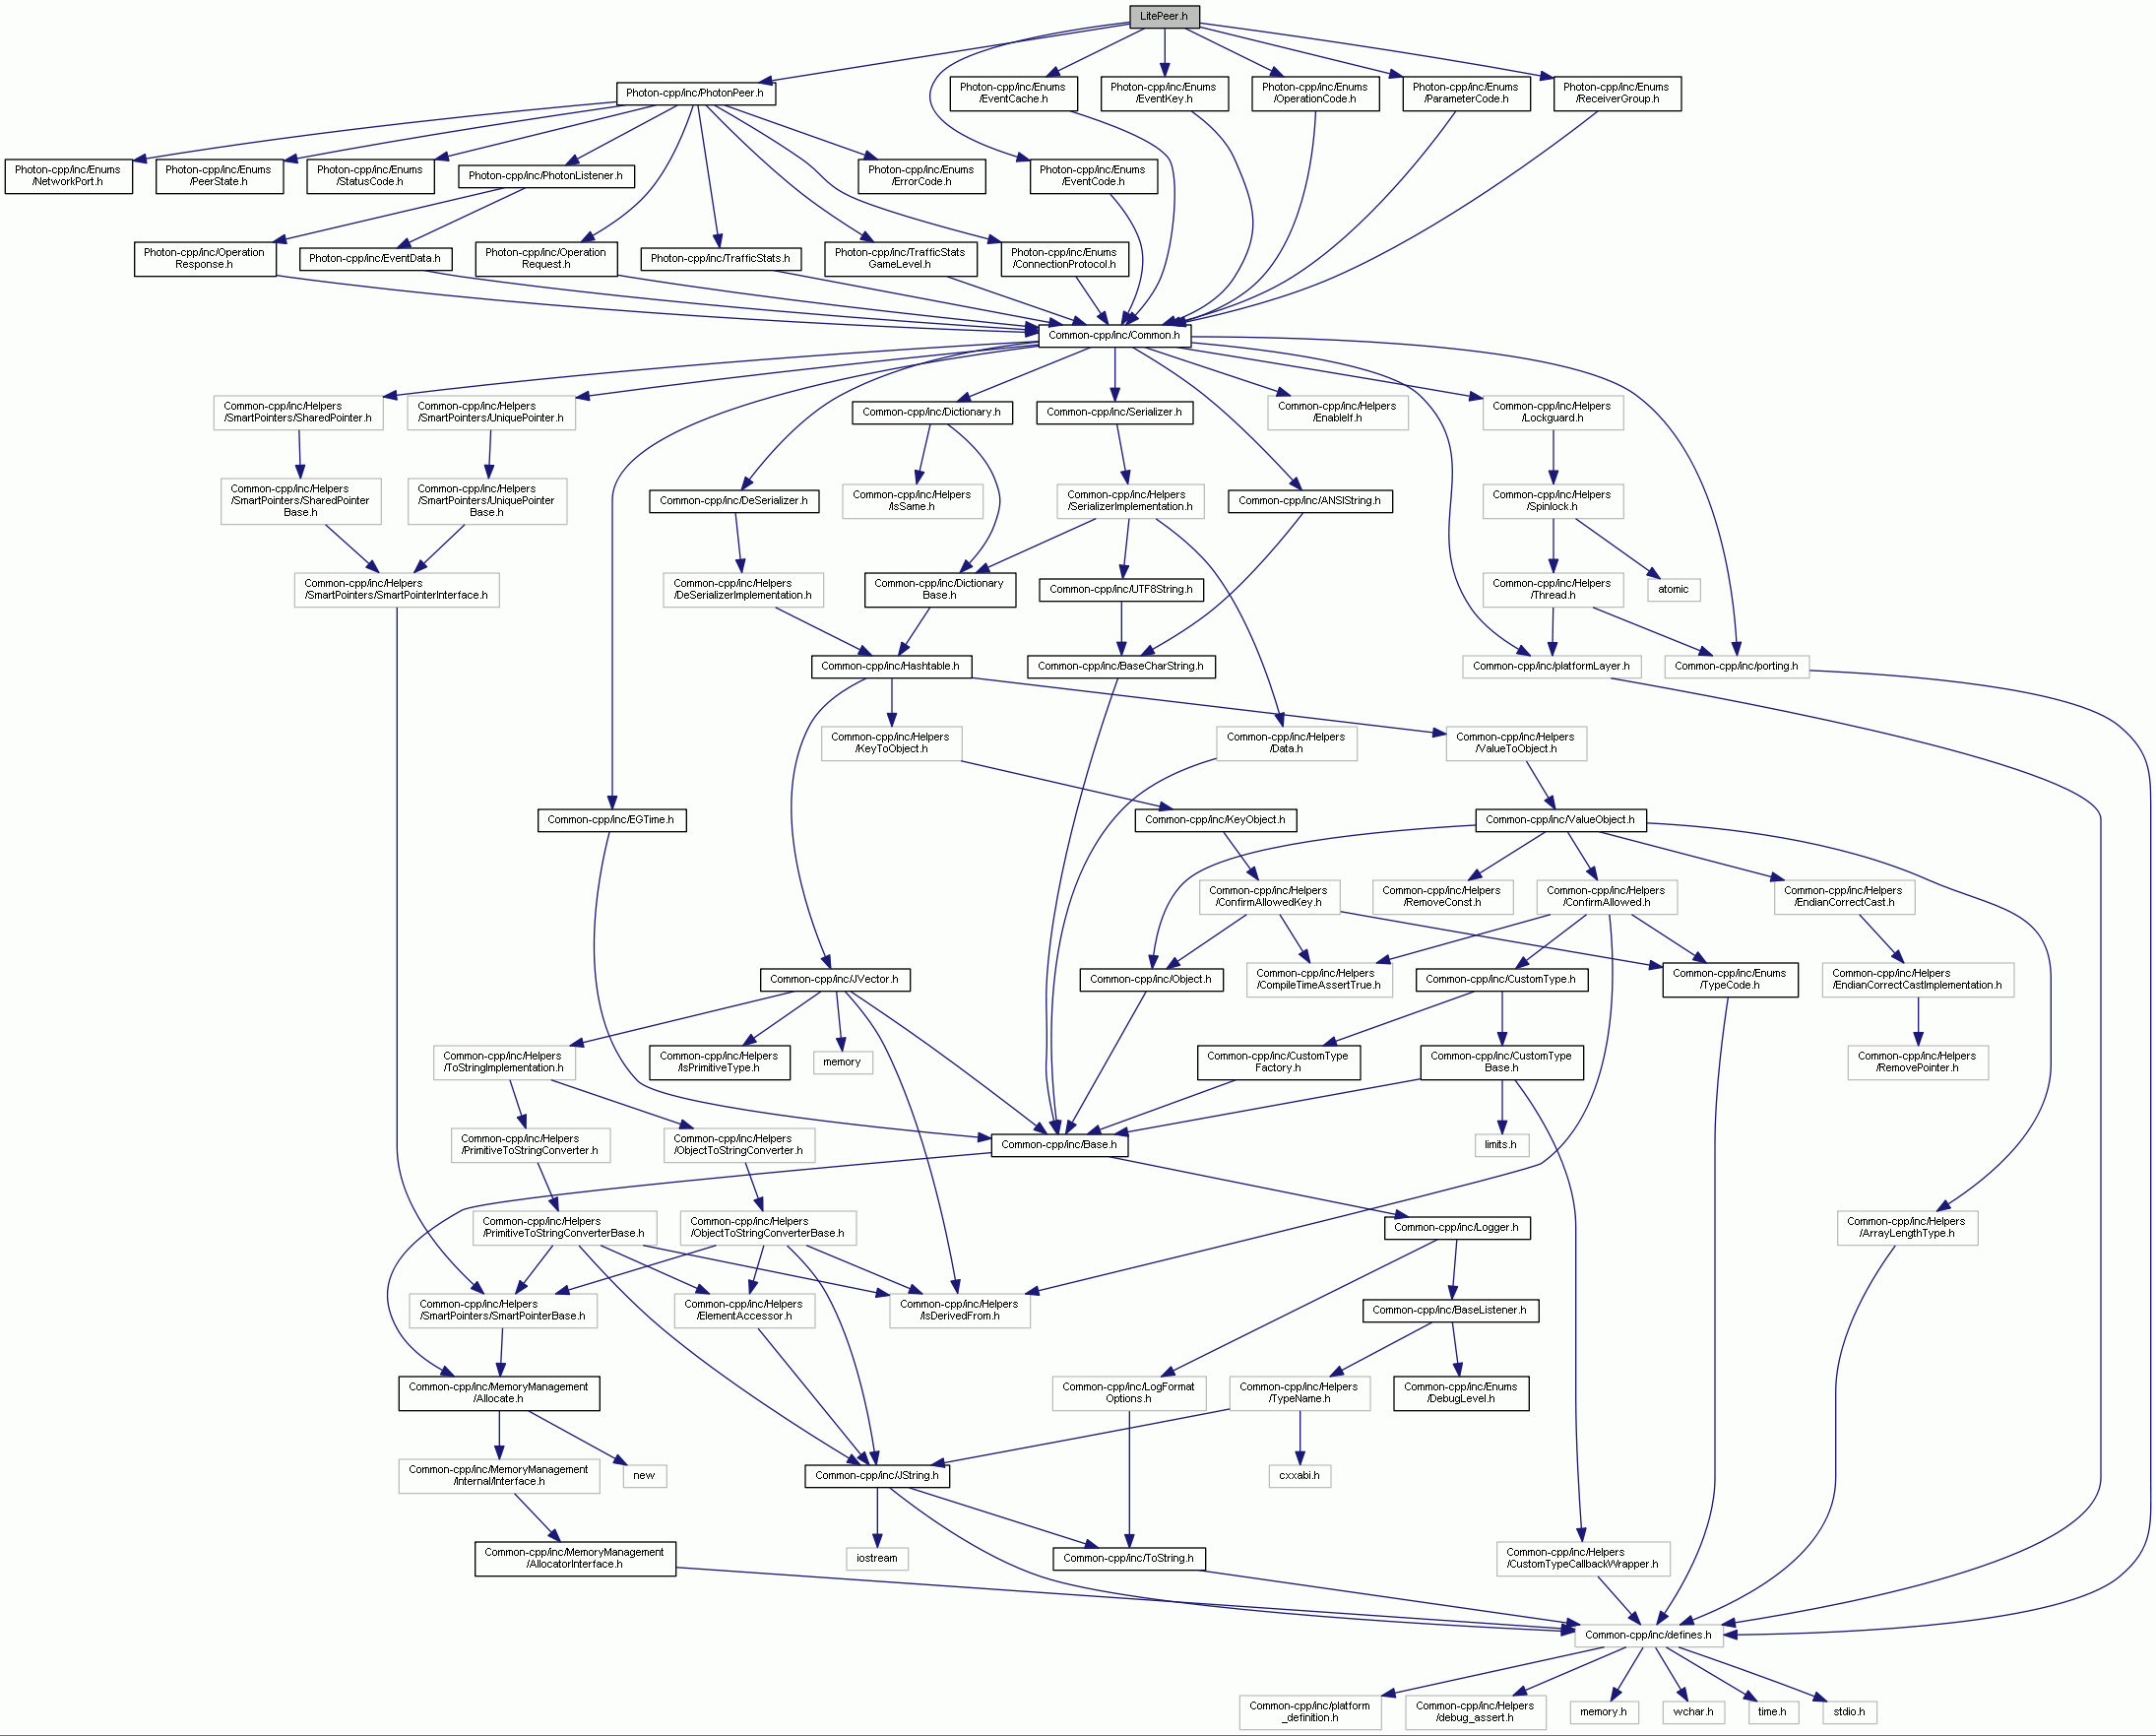 LitePeer.h
Photon-cpp/inc/PhotonPeer.h
Photon-cpp/inc/Enums
/EventCache.h
Photon-cpp/inc/Enums
/EventKey.h
Photon-cpp/inc/Enums
/OperationCode.h
Photon-cpp/inc/Enums
/ParameterCode.h
Photon-cpp/inc/Enums
/ReceiverGroup.h
Photon-cpp/inc/Enums
/NetworkPort.h
Photon-cpp/inc/Enums
/PeerState.h
Photon-cpp/inc/Enums
/StatusCode.h
Photon-cpp/inc/PhotonListener.h
Photon-cpp/inc/Enums
/ErrorCode.h
Photon-cpp/inc/Enums
/EventCode.h
Photon-cpp/inc/Operation
Response.h
Photon-cpp/inc/EventData.h
Photon-cpp/inc/Operation
Request.h
Photon-cpp/inc/TrafficStats.h
Photon-cpp/inc/TrafficStats
GameLevel.h
Photon-cpp/inc/Enums
/ConnectionProtocol.h
Common-cpp/inc/Common.h
Common-cpp/inc/Helpers
/SmartPointers/SharedPointer.h
Common-cpp/inc/Helpers
/SmartPointers/UniquePointer.h
Common-cpp/inc/Dictionary.h
Common-cpp/inc/Serializer.h
Common-cpp/inc/Helpers
/EnableIf.h
Common-cpp/inc/Helpers
/Lockguard.h
Common-cpp/inc/Helpers
/SmartPointers/SharedPointer
Base.h
Common-cpp/inc/Helpers
/SmartPointers/UniquePointer
Base.h
Common-cpp/inc/DeSerializer.h
Common-cpp/inc/Helpers
/IsSame.h
Common-cpp/inc/Helpers
/SerializerImplementation.h
Common-cpp/inc/ANSIString.h
Common-cpp/inc/Helpers
/Spinlock.h
Common-cpp/inc/Helpers
/SmartPointers/SmartPointerInterface.h
Common-cpp/inc/Helpers
/DeSerializerImplementation.h
Common-cpp/inc/Dictionary
Base.h
Common-cpp/inc/UTF8String.h
Common-cpp/inc/Helpers
/Thread.h
atomic
Common-cpp/inc/Hashtable.h
Common-cpp/inc/BaseCharString.h
Common-cpp/inc/platformLayer.h
Common-cpp/inc/porting.h
Common-cpp/inc/Helpers
/KeyToObject.h
Common-cpp/inc/Helpers
/Data.h
Common-cpp/inc/Helpers
/ValueToObject.h
Common-cpp/inc/EGTime.h
Common-cpp/inc/KeyObject.h
Common-cpp/inc/ValueObject.h
Common-cpp/inc/Helpers
/ConfirmAllowedKey.h
Common-cpp/inc/Helpers
/RemoveConst.h
Common-cpp/inc/Helpers
/ConfirmAllowed.h
Common-cpp/inc/Helpers
/EndianCorrectCast.h
Common-cpp/inc/JVector.h
Common-cpp/inc/Object.h
Common-cpp/inc/Helpers
/CompileTimeAssertTrue.h
Common-cpp/inc/CustomType.h
Common-cpp/inc/Enums
/TypeCode.h
Common-cpp/inc/Helpers
/EndianCorrectCastImplementation.h
Common-cpp/inc/Helpers
/ToStringImplementation.h
Common-cpp/inc/Helpers
/IsPrimitiveType.h
memory
Common-cpp/inc/CustomType
Factory.h
Common-cpp/inc/CustomType
Base.h
Common-cpp/inc/Helpers
/RemovePointer.h
Common-cpp/inc/Helpers
/PrimitiveToStringConverter.h
Common-cpp/inc/Helpers
/ObjectToStringConverter.h
Common-cpp/inc/Base.h
limits.h
Common-cpp/inc/Helpers
/PrimitiveToStringConverterBase.h
Common-cpp/inc/Helpers
/ObjectToStringConverterBase.h
Common-cpp/inc/Logger.h
Common-cpp/inc/Helpers
/ArrayLengthType.h
Common-cpp/inc/Helpers
/SmartPointers/SmartPointerBase.h
Common-cpp/inc/Helpers
/ElementAccessor.h
Common-cpp/inc/Helpers
/IsDerivedFrom.h
Common-cpp/inc/BaseListener.h
Common-cpp/inc/MemoryManagement
/Allocate.h
Common-cpp/inc/LogFormat
Options.h
Common-cpp/inc/Helpers
/TypeName.h
Common-cpp/inc/Enums
/DebugLevel.h
Common-cpp/inc/MemoryManagement
/Internal/Interface.h
new
Common-cpp/inc/JString.h
cxxabi.h
Common-cpp/inc/MemoryManagement
/AllocatorInterface.h
iostream
Common-cpp/inc/ToString.h
Common-cpp/inc/Helpers
/CustomTypeCallbackWrapper.h
Common-cpp/inc/defines.h
Common-cpp/inc/platform
_definition.h
Common-cpp/inc/Helpers
/debug_assert.h
memory.h
wchar.h
time.h
stdio.h